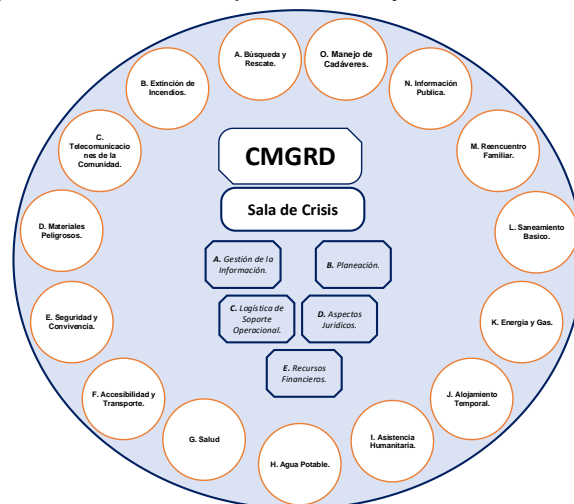 A. Búsqueda y
Rescate.
O. Manejo de
Cadáveres.
B. Extinción de
Incendios.
N. Información
Publica.
C.
Telecomunicacio
nes de la
Comunidad.
CMGRD
M. Reencuentro
Familiar.
Sala de Crisis
D. Materiales
Peligrosos.
L. Saneamiento
Basico.
A. Gestión de la
Información.
B. Planeación.
E. Seguridad y
Convivencia.
C. Logística de
Soporte
Operacional.
D. Aspectos
Jurídicos.
K. Energia y Gas.
E. Recursos
Financieros.
F. Accesibilidad y
Transporte.
J. Alojamiento
Temporal.
G. Salud
I. Asistencia
Humanitaria.
H. Agua Potable.